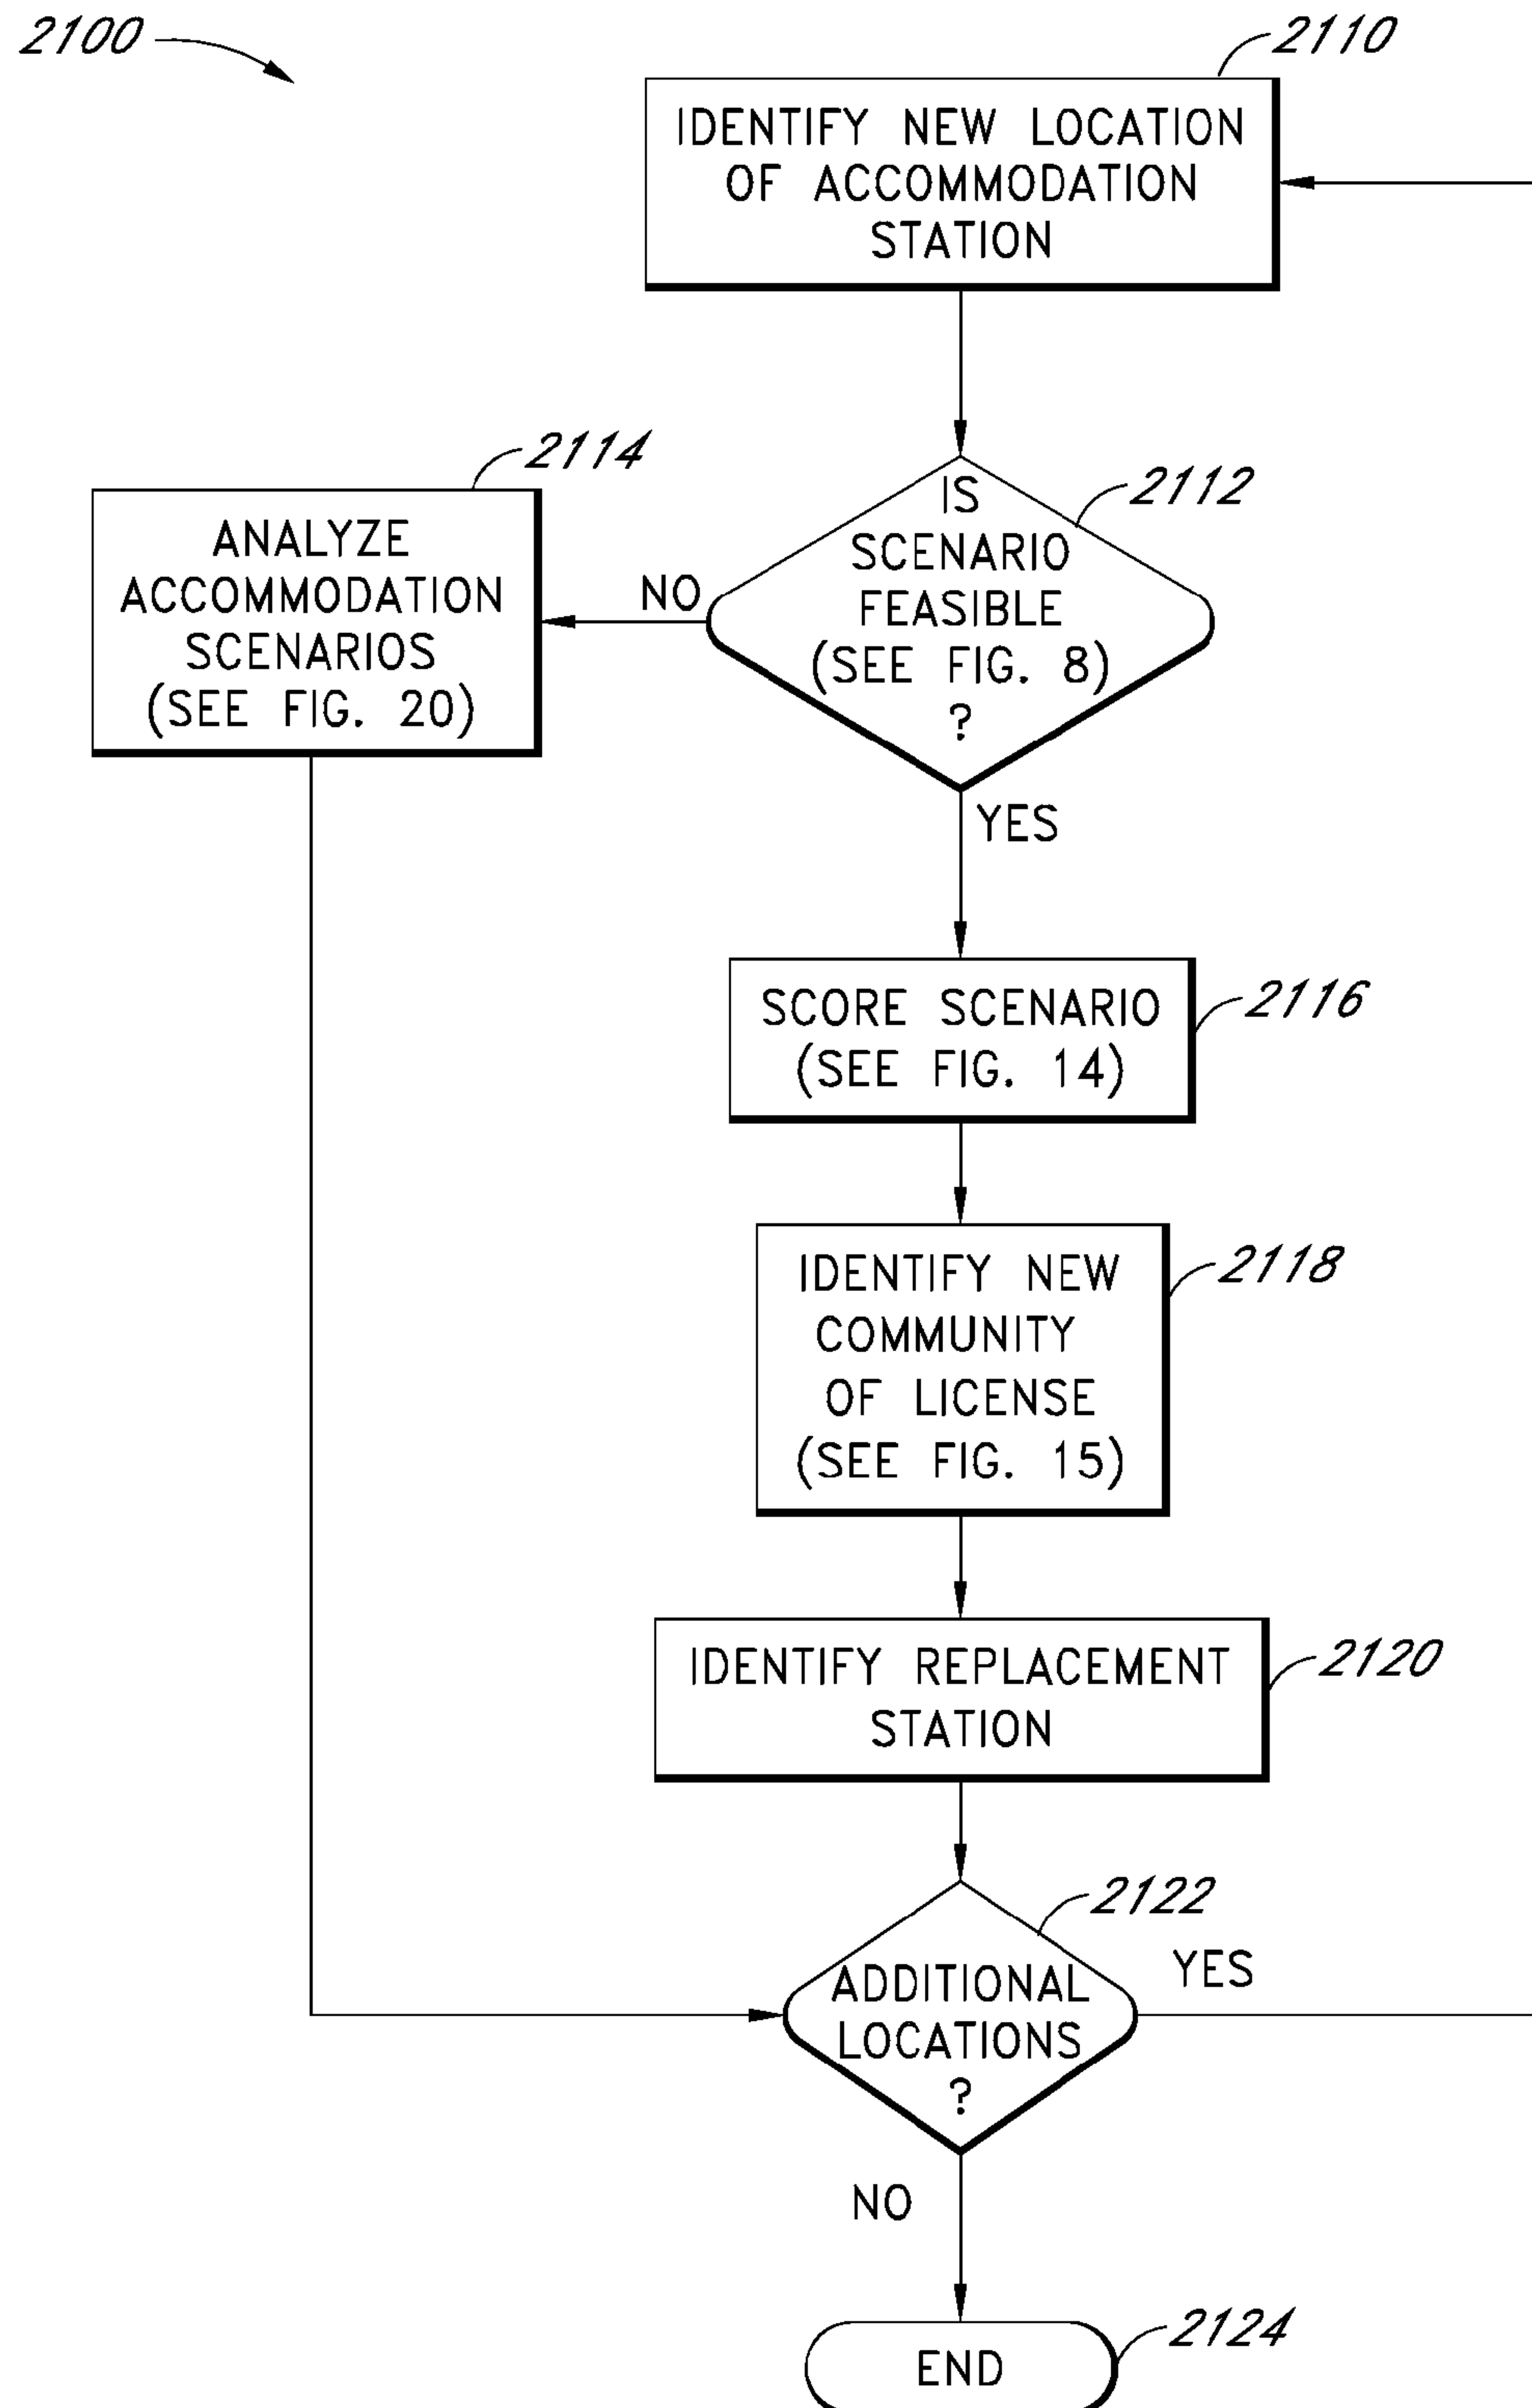 2100
2110
IDENTIFY NEW LOCATION
OF ACCOMMODATION
STATION
2114
ANALYZE
ACCOMMODATION
SCENARIOS
(SEE FIG. 20)
NO
2112
IS
SCENARIO
FEASIBLE
(SEE FIG. 8)
?
YES
2116
SCORE SCENARIO
(SEE FIG. 14)
2118
IDENTIFY NEW
COMMUNITY
OF LICENSE
(SEE FIG. 15)
2120
IDENTIFY REPLACEMENT
STATION
2122
ADDITIONAL
LOCATIONS
?
YES
NO
2124
END